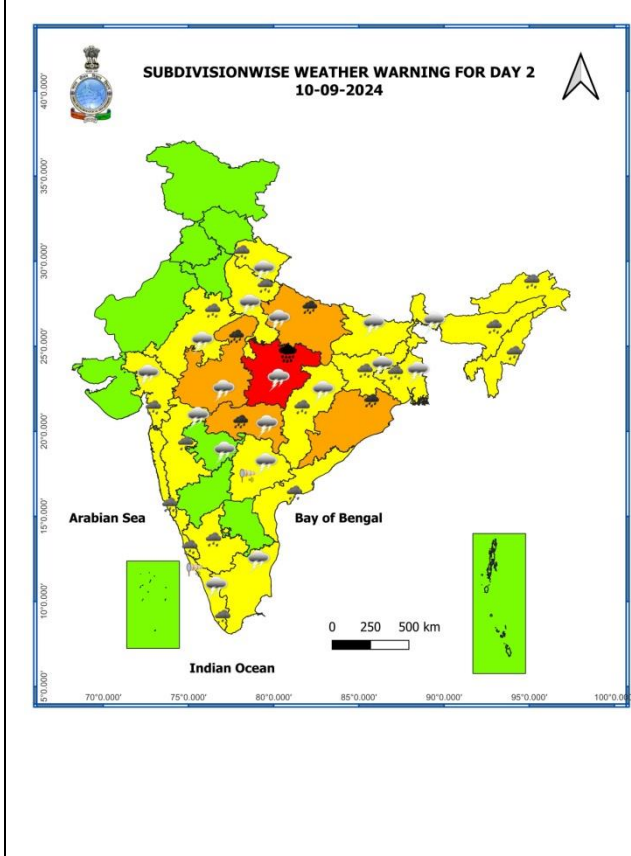 SUBDIVISIONWISE WEATHER WARNING FOR DAY 2
10-09-2024
40°0.000'
35°0.000'
30°0.000'
25°0.000'
20°0.000'
15°0.000'
10°0.000'
5°0.000'
Arabian Sea
Bay of Bengal
0 250 500 km
Indian Ocean
70°0.000' 75°0.000' 80°0.000' 85°0.000' 90°0.000' 95°0.000' 100°0.0